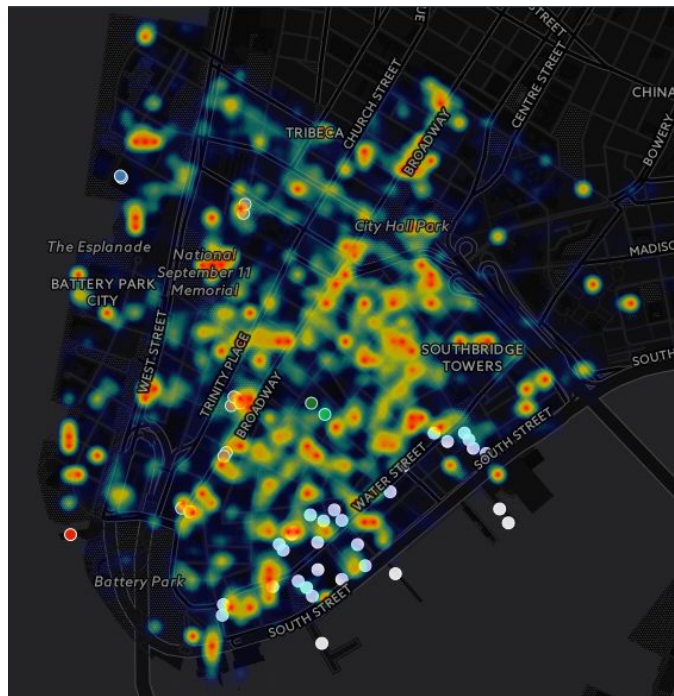 UE
STREET
CENTRE STREET
CHURCH STREET
CHINA
TRIBECA
BROADWAY
BOWERY
City Hall Park
The Esplanade
National
September 11
Memorial
MADISO
BATTERY PARK
CITY
WEST STREET
TRINITY PLACE
SOUTHBRIDGE
TOWERS
SOUTH
BROADWAY
WATER STREET
SOUTH STREET
Battery Park
SOUTH STREET